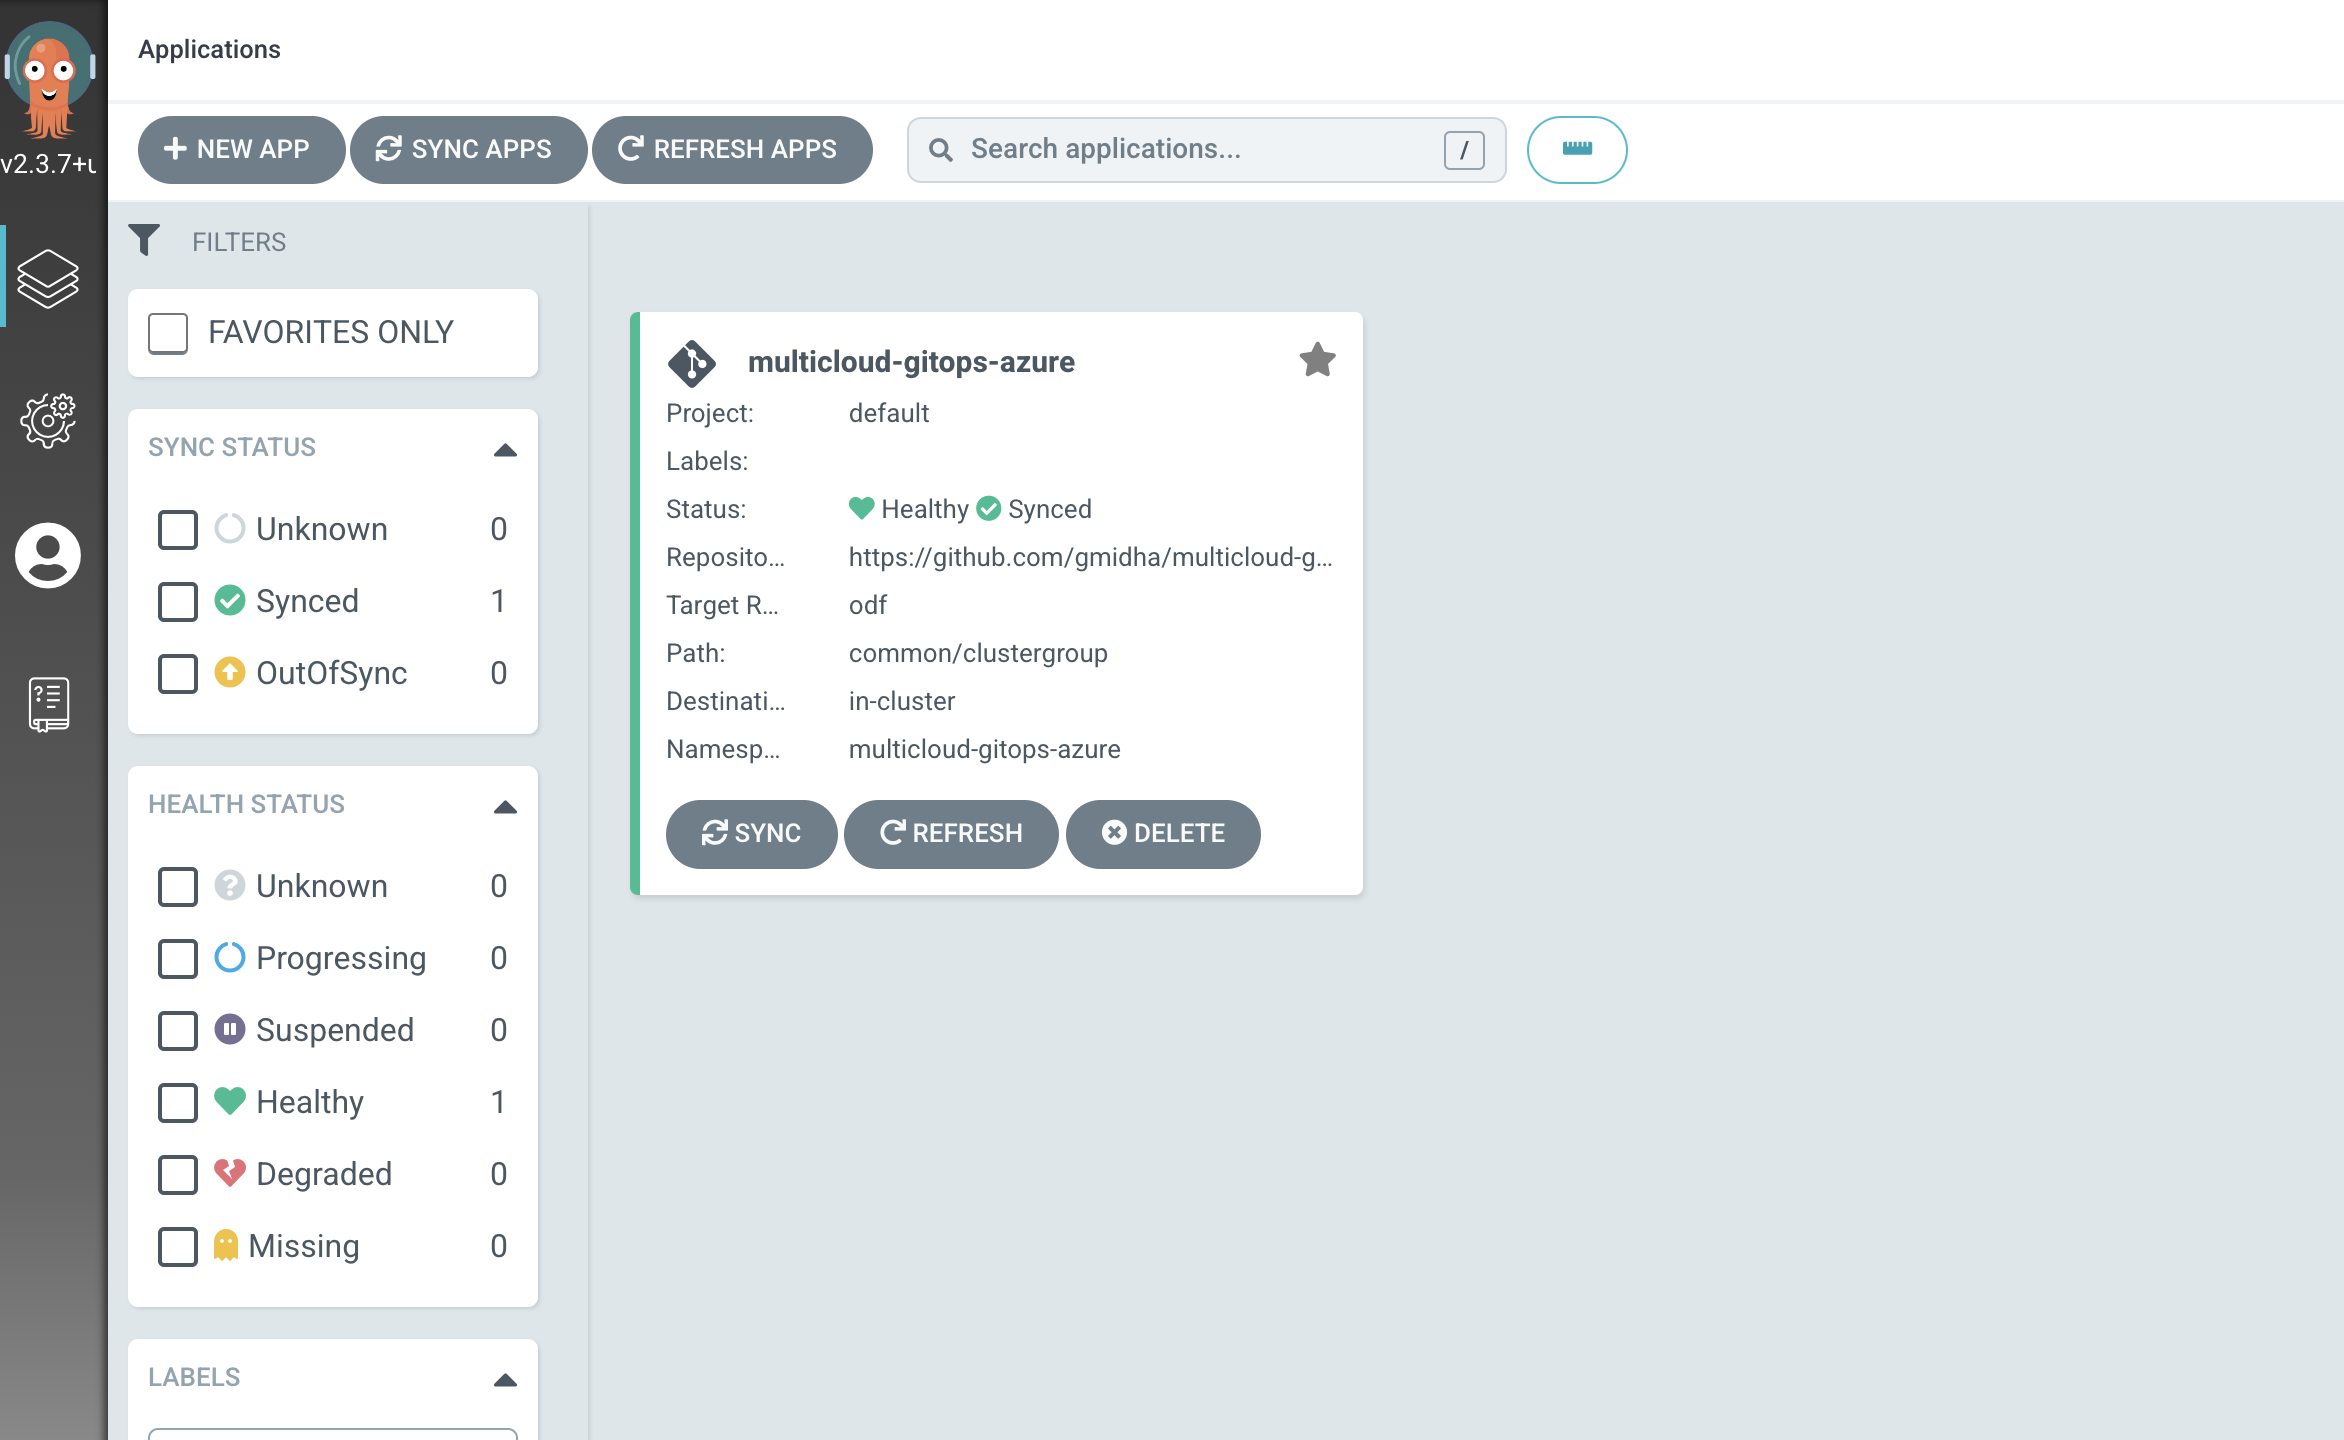 Applications
v2.3.7+u
NEW APP
SYNC APPS
REFRESH APPS
Search applications...
/
FILTERS
FAVORITES ONLY
SYNC STATUS
Unknown 0
Synced 1
OutOfSync 0
HEALTH STATUS
Unknown 0
Progressing 0
Suspended 0
Healthy 1
Degraded 0
Missing 0
LABELS
multicloud-gitops-azure
Project: default
Labels:
Status: Healthy Synced
Reposito... https://github.com/gmidha/multicloud-g...
Target R... odf
Path: common/clustergroup
Destinati... in-cluster
Namesp... multicloud-gitops-azure
SYNC
REFRESH
DELETE